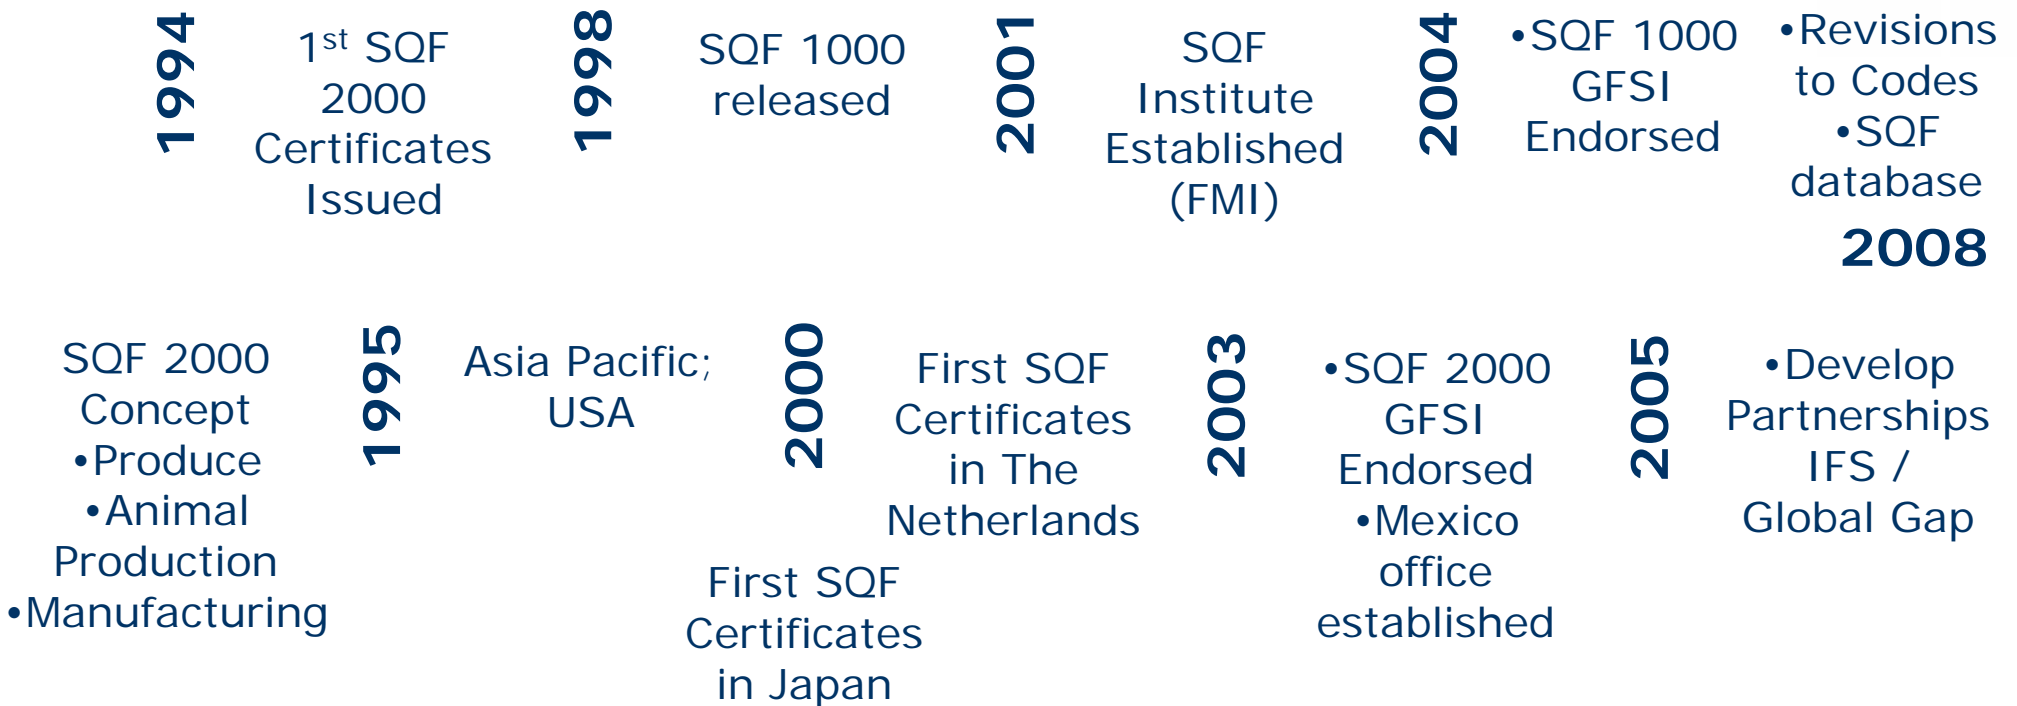 1994
1st SQF
2000
Certificates
Issued
1998
SQF 1000
released
2001
SQF
Institute
Established
(FMI)
2004
•SQF 1000
GFSI
Endorsed
•Revisions
to Codes
•SQF
database
2008
SQF 2000
Concept
•Produce
•Animal
Production
•Manufacturing
1995
Asia Pacific;
USA
2000
First SQF
Certificates
in Japan
First SQF
Certificates
in The
Netherlands
2003
•SQF 2000
GFSI
Endorsed
•Mexico
office
established
2005
•Develop
Partnerships
IFS /
Global Gap